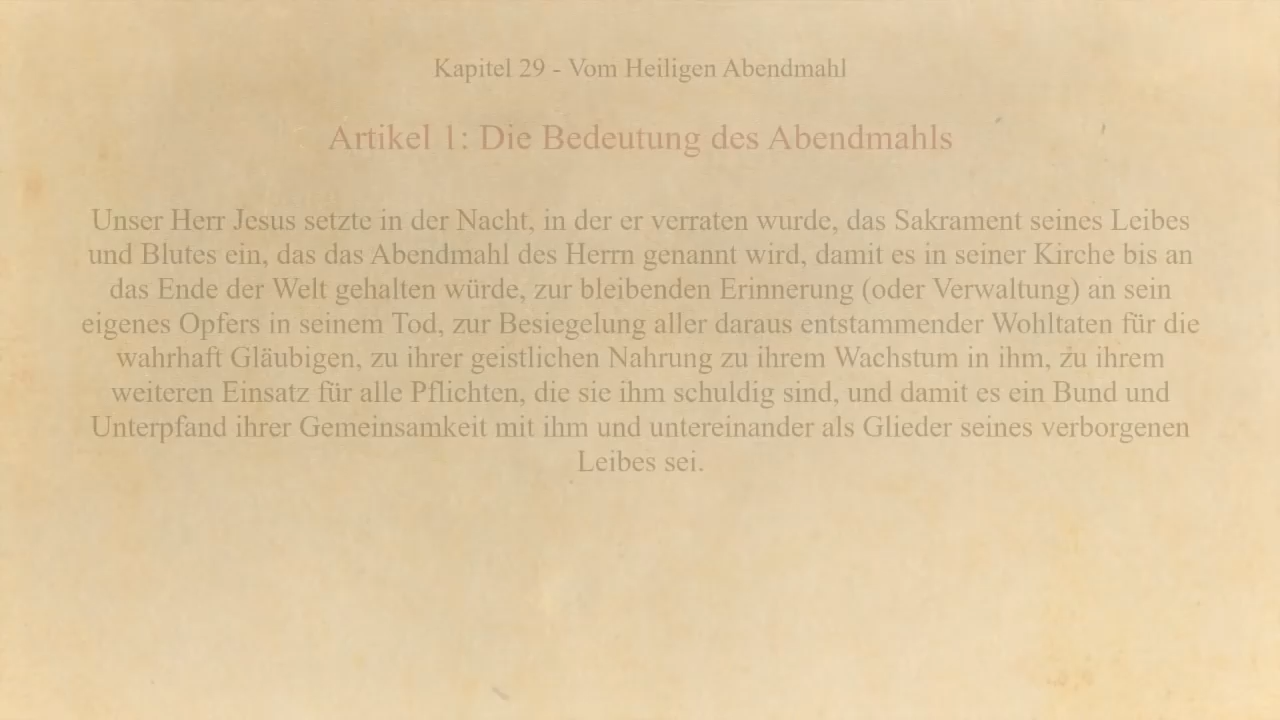 Kapitel 29 - Vom Heiligen Abendmahl
Artikel 1: Die Bedeutung des Abendmahls
Unser Herr Jesus setzte in der Nacht, in der er verraten wurde, das Sakrament seines Leibes
und Blutes ein, das das Abendmahl des Herrn genannt wird, damit es in seiner Kirche bis an
das Ende der Welt gehalten würde, zur bleibenden Erinnerung (oder Verwaltung) an sein
eigenes Opfers in seinem Tod, zur Besiegelung aller daraus entstammender Wohltaten für die
wahrhaft Gläubigen, zu ihrer geistlichen Nahrung zu ihrem Wachstum in ihm, zu ihrem
weiteren Einsatz für alle Pflichten, die sie ihm schuldig sind, und damit es ein Bund und
Unterpfand ihrer Gemeinsamkeit mit ihm und untereinander als Glieder seines verborgenen
Leibes sei.